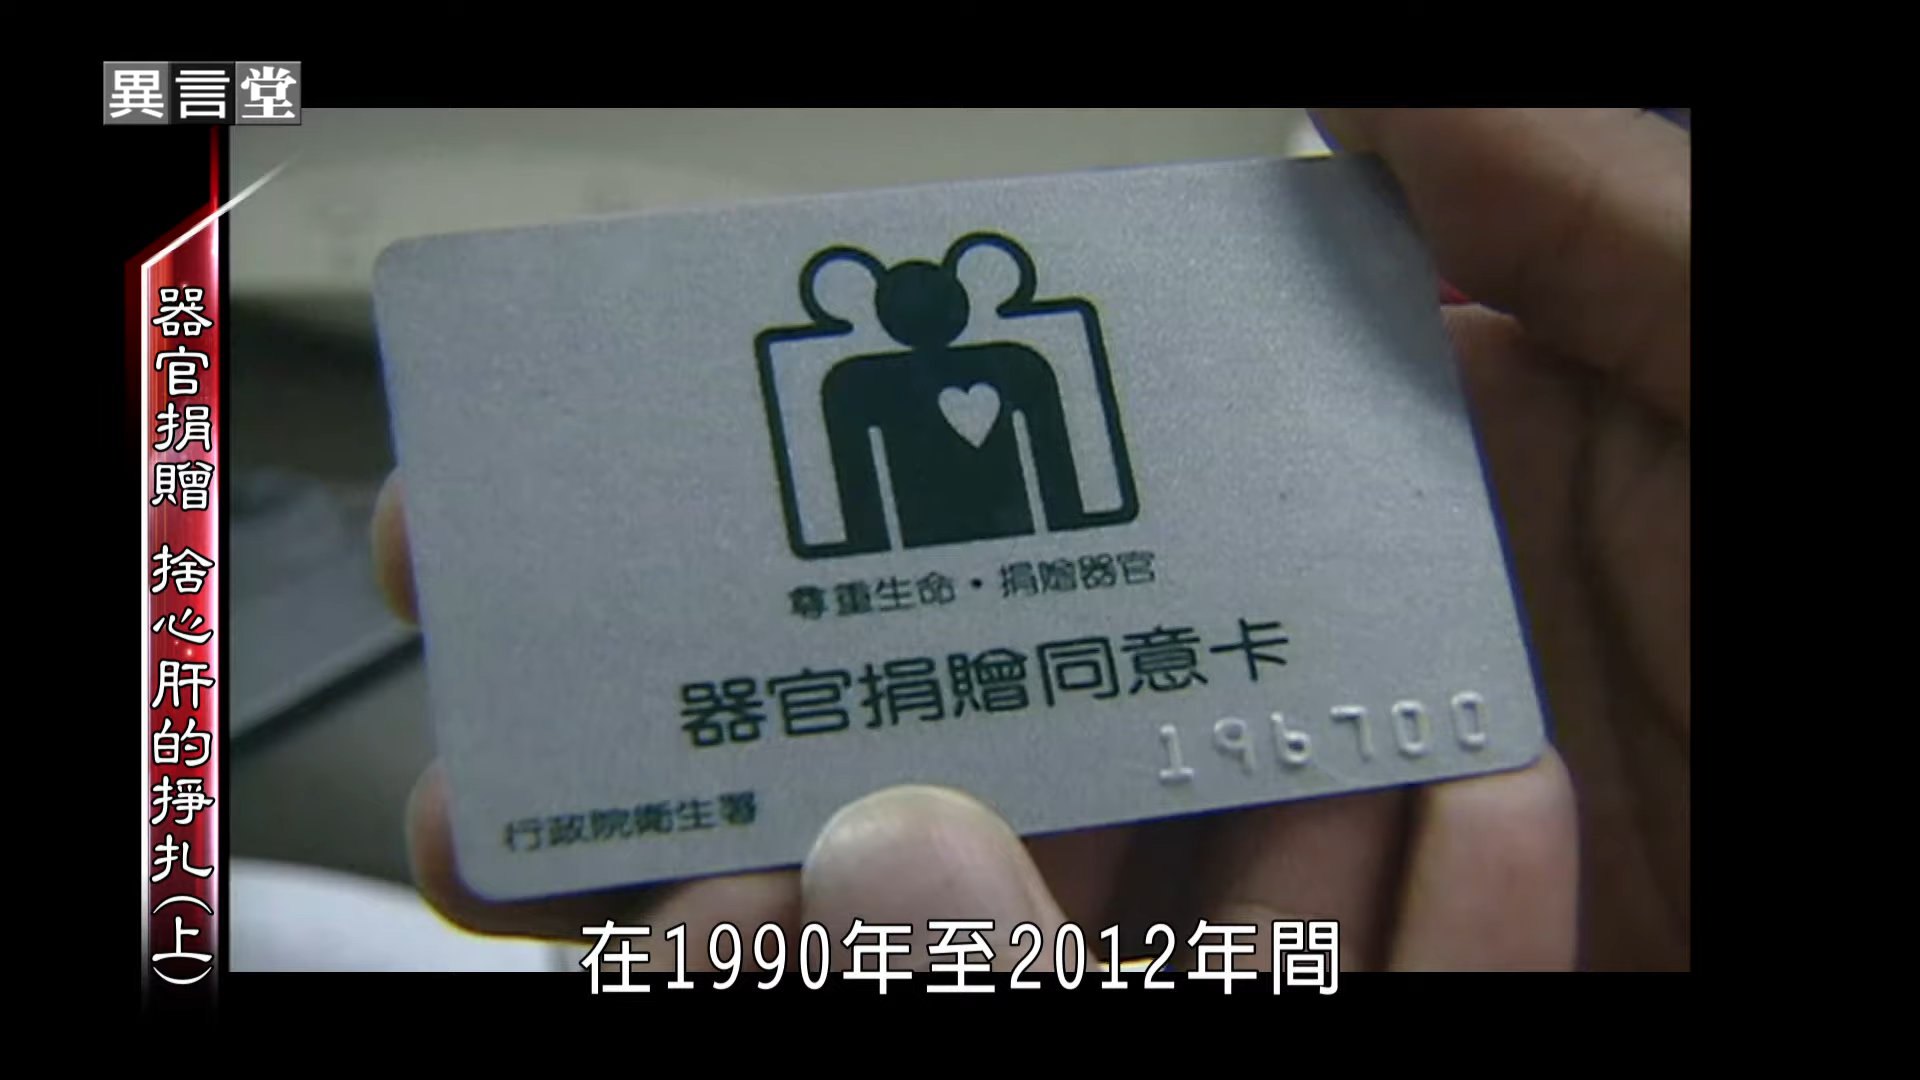 異言堂
器官捐贈 捨心肝的掙扎(上)
尊重生命・捐贈器官
器官捐贈同意卡
196700
行政院衛生署
在1990年至2012年間